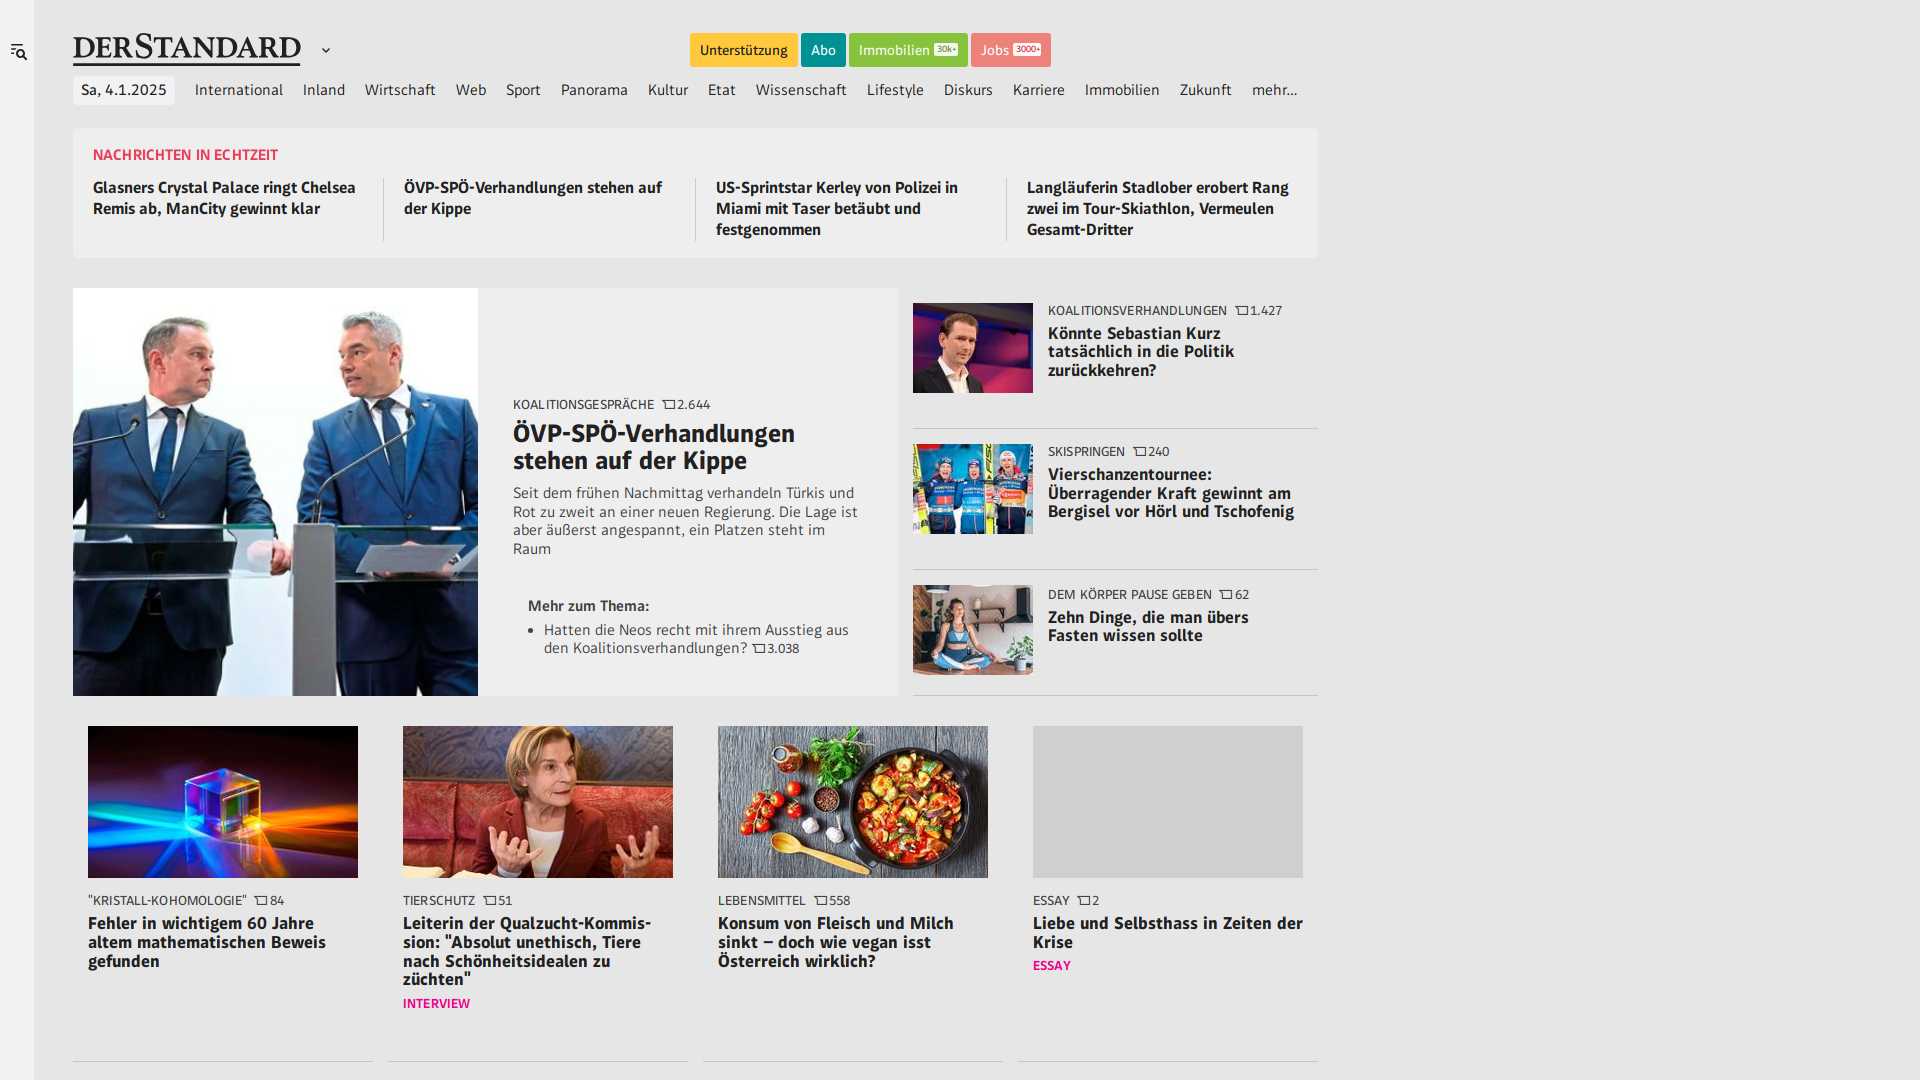 DERSTANDARD
Unterstützung
Abo
Immobilien 30k+
Jobs 3000+
Sa, 4.1.2025
International
Inland
Wirtschaft
Web
Sport
Panorama
Kultur
Etat
Wissenschaft
Lifestyle
Diskurs
Karriere
Immobilien
Zukunft
mehr...
NACHRICHTEN IN ECHTZEIT
Glasners Crystal Palace ringt Chelsea
Remis ab, ManCity gewinnt klar
ÖVP-SPÖ-Verhandlungen stehen auf
der Kippe
US-Sprintstar Kerley von Polizei in
Miami mit Taser betäubt und
festgenommen
Langläuferin Stadlober erobert Rang
zwei im Tour-Skiathlon, Vermeulen
Gesamt-Dritter
KOALITIONSGESPRÄCHE 2.644
ÖVP-SPÖ-Verhandlungen
stehen auf der Kippe
Seit dem frühen Nachmittag verhandeln Türkis und
Rot zu zweit an einer neuen Regierung. Die Lage ist
aber äußerst angespannt, ein Platzen steht im
Raum
Mehr zum Thema:
• Hatten die Neos recht mit ihrem Ausstieg aus
den Koalitionsverhandlungen? 3.038
KOALITIONSVERHANDLUNGEN 1.427
Könnte Sebastian Kurz
tatsächlich in die Politik
zurückkehren?
SKISPRINGEN 240
Vierschanzentournee:
Überragender Kraft gewinnt am
Bergisel vor Hörl und Tschofenig
DEM KÖRPER PAUSE GEBEN 62
Zehn Dinge, die man übers
Fasten wissen sollte
"KRISTALL-KOHOMOLOGIE" 84
Fehler in wichtigem 60 Jahre
altem mathematischen Beweis
gefunden
TIERSCHUTZ 51
Leiterin der Qualzucht-Kommis-
sion: "Absolut unethisch, Tiere
nach Schönheitsidealen zu
züchten"
INTERVIEW
LEBENSMITTEL 558
Konsum von Fleisch und Milch
sinkt – doch wie vegan isst
Österreich wirklich?
ESSAY 2
Liebe und Selbsthass in Zeiten der
Krise
ESSAY